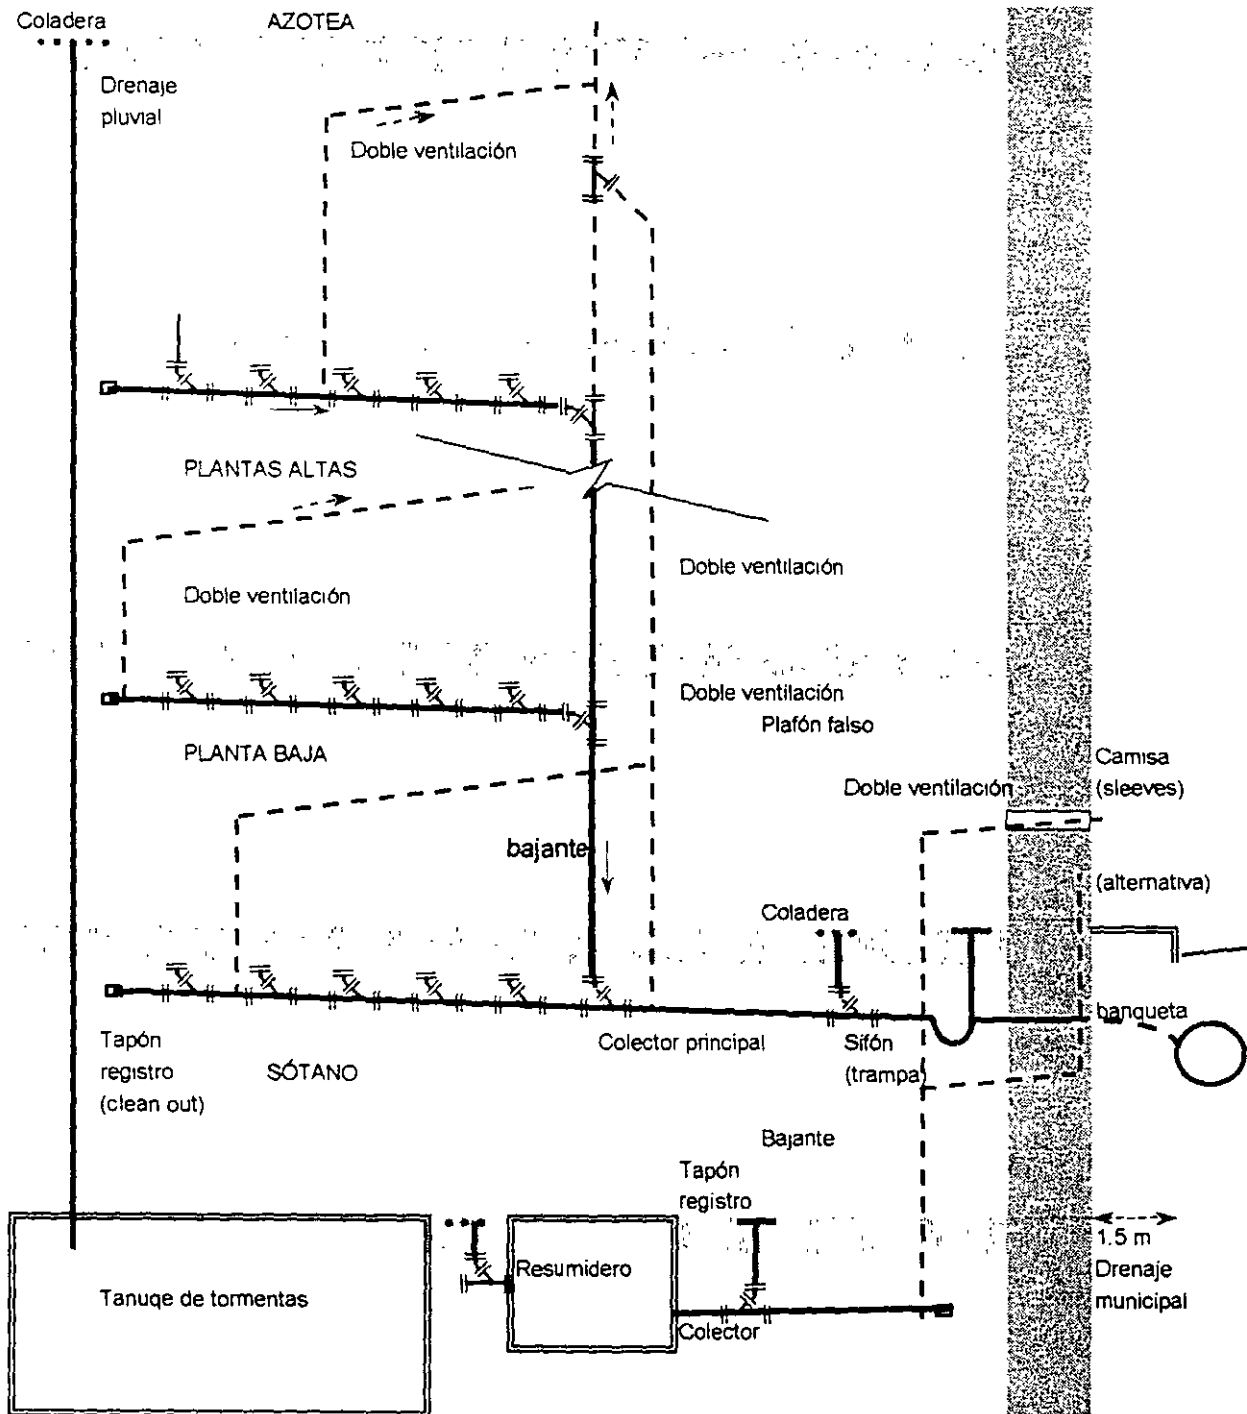 Coladera
AZOTEA
Drenaje
pluvial
Doble ventilación
PLANTAS ALTAS
Doble ventilación
Doble ventilación
Doble ventilación
Plafón falso
PLANTA BAJA
Camisa
(sleeves)
Doble ventilación
bajante
(alternativa)
Coladera
banqueta
Tapón
registro
(clean out)
SÓTANO
Colector principal
Sifón
(trampa)
Bajante
Tapón
registro
1.5 m
Drenaje
municipal
Resumidero
Tanuqe de tormentas
Colector